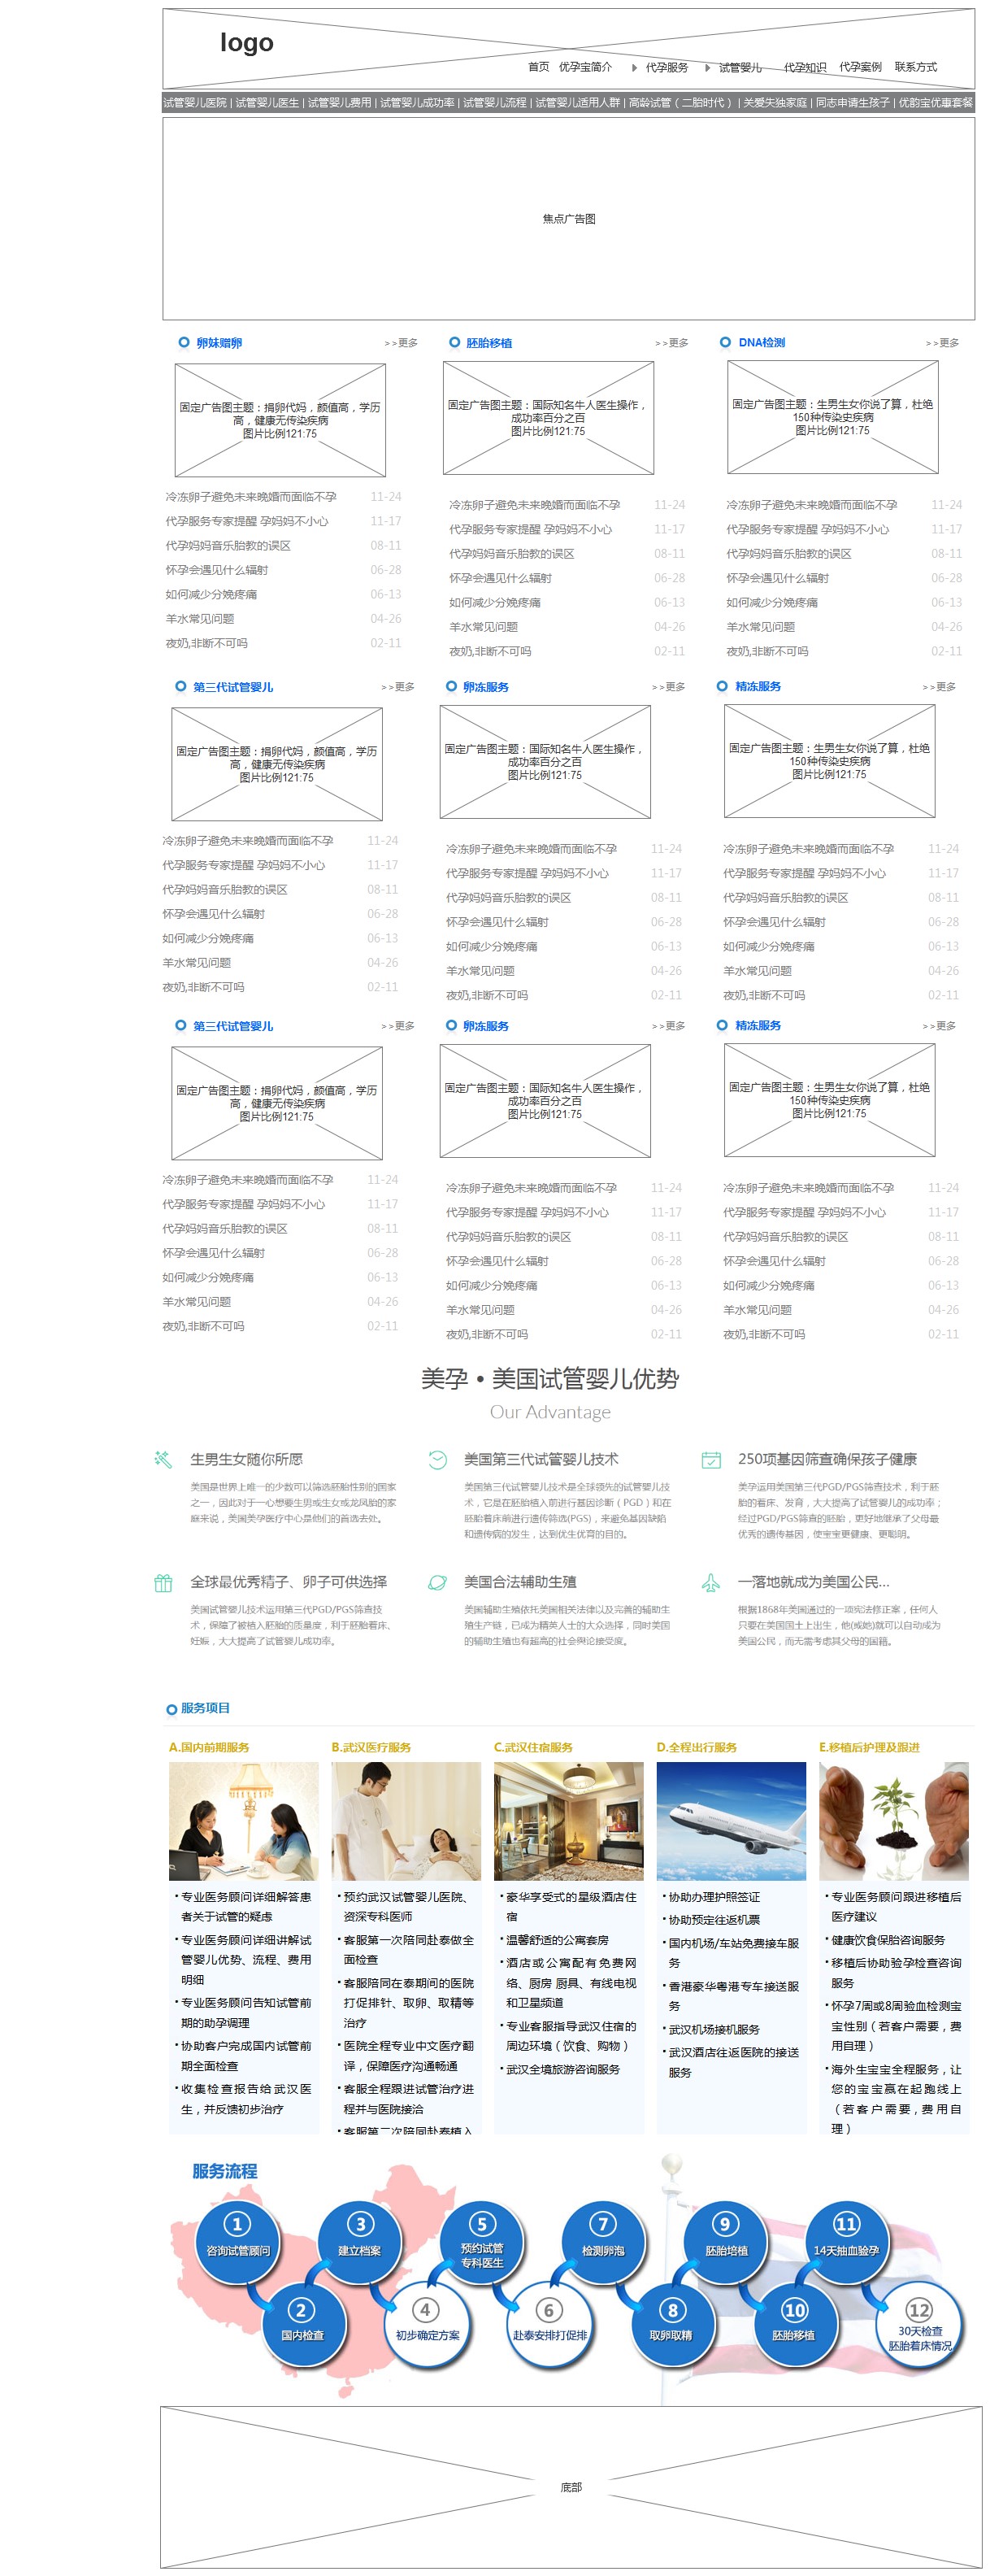 logo
首页 优孕宝简介 代孕服务 试管婴儿 代孕知识 代孕案例 联系方式
试管婴儿医院 | 试管婴儿医生 | 试管婴儿费用 | 试管婴儿成功率 | 试管婴儿流程 | 试管婴儿适用人群 | 高龄试管（二胎时代） | 关爱失独家庭 | 同志申请生孩子 | 优韵宝优惠套餐
焦点广告图
卵妹赠卵 >>更多
固定广告图主题：捐卵代妈，颜值高，学历
高，健康无传染疾病
图片比例121:75
冷冻卵子避免未来晚婚而面临不孕 11-24
代孕服务专家提醒 孕妈妈不小心 11-17
代孕妈妈音乐胎教的误区 08-11
怀孕会遇见什么辐射 06-28
如何减少分娩疼痛 06-13
羊水常见问题 04-26
夜奶,非断不可吗 02-11
胚胎移植 >>更多
固定广告图主题：国际知名牛人医生操作，
成功率百分之百
图片比例121:75
冷冻卵子避免未来晚婚而面临不孕 11-24
代孕服务专家提醒 孕妈妈不小心 11-17
代孕妈妈音乐胎教的误区 08-11
怀孕会遇见什么辐射 06-28
如何减少分娩疼痛 06-13
羊水常见问题 04-26
夜奶,非断不可吗 02-11
DNA检测 >>更多
固定广告图主题：生男生女你说了算，杜绝
150种传染史疾病
图片比例121:75
冷冻卵子避免未来晚婚而面临不孕 11-24
代孕服务专家提醒 孕妈妈不小心 11-17
代孕妈妈音乐胎教的误区 08-11
怀孕会遇见什么辐射 06-28
如何减少分娩疼痛 06-13
羊水常见问题 04-26
夜奶,非断不可吗 02-11
第三代试管婴儿 >>更多
固定广告图主题：捐卵代妈，颜值高，学历
高，健康无传染疾病
图片比例121:75
冷冻卵子避免未来晚婚而面临不孕 11-24
代孕服务专家提醒 孕妈妈不小心 11-17
代孕妈妈音乐胎教的误区 08-11
怀孕会遇见什么辐射 06-28
如何减少分娩疼痛 06-13
羊水常见问题 04-26
夜奶,非断不可吗 02-11
卵冻服务 >>更多
固定广告图主题：国际知名牛人医生操作，
成功率百分之百
图片比例121:75
冷冻卵子避免未来晚婚而面临不孕 11-24
代孕服务专家提醒 孕妈妈不小心 11-17
代孕妈妈音乐胎教的误区 08-11
怀孕会遇见什么辐射 06-28
如何减少分娩疼痛 06-13
羊水常见问题 04-26
夜奶,非断不可吗 02-11
精冻服务 >>更多
固定广告图主题：生男生女你说了算，杜绝
150种传染史疾病
图片比例121:75
冷冻卵子避免未来晚婚而面临不孕 11-24
代孕服务专家提醒 孕妈妈不小心 11-17
代孕妈妈音乐胎教的误区 08-11
怀孕会遇见什么辐射 06-28
如何减少分娩疼痛 06-13
羊水常见问题 04-26
夜奶,非断不可吗 02-11
第三代试管婴儿 >>更多
固定广告图主题：捐卵代妈，颜值高，学历
高，健康无传染疾病
图片比例121:75
冷冻卵子避免未来晚婚而面临不孕 11-24
代孕服务专家提醒 孕妈妈不小心 11-17
代孕妈妈音乐胎教的误区 08-11
怀孕会遇见什么辐射 06-28
如何减少分娩疼痛 06-13
羊水常见问题 04-26
夜奶,非断不可吗 02-11
卵冻服务 >>更多
固定广告图主题：国际知名牛人医生操作，
成功率百分之百
图片比例121:75
冷冻卵子避免未来晚婚而面临不孕 11-24
代孕服务专家提醒 孕妈妈不小心 11-17
代孕妈妈音乐胎教的误区 08-11
怀孕会遇见什么辐射 06-28
如何减少分娩疼痛 06-13
羊水常见问题 04-26
夜奶,非断不可吗 02-11
精冻服务 >>更多
固定广告图主题：生男生女你说了算，杜绝
150种传染史疾病
图片比例121:75
冷冻卵子避免未来晚婚而面临不孕 11-24
代孕服务专家提醒 孕妈妈不小心 11-17
代孕妈妈音乐胎教的误区 08-11
怀孕会遇见什么辐射 06-28
如何减少分娩疼痛 06-13
羊水常见问题 04-26
夜奶,非断不可吗 02-11
美孕•美国试管婴儿优势
Our Advantage
生男生女随你所愿
美国是世界上唯一的少数可以筛选胚胎性别的国家
之一，因此对于一心想要生男或生女或龙凤胎的家
庭来说，美国美孕医疗中心是他们的首选去处。
美国第三代试管婴儿技术
美国第三代试管婴儿技术是全球领先的试管婴儿技
术，它是在胚胎植入前进行基因诊断（PGD）和在
胚胎着床前进行遗传筛选(PGS)，来避免基因缺陷
和遗传病的发生，达到优生优育的目的。
250项基因筛查确保孩子健康
美孕运用美国第三代PGD/PGS筛查技术，利于胚
胎的着床、发育，大大提高了试管婴儿的成功率；
经过PGD/PGS筛查的胚胎，更好地继承了父母最
优秀的遗传基因，使宝宝更健康、更聪明。
全球最优秀精子、卵子可供选择
美国试管婴儿技术运用第三代PGD/PGS筛查技
术，保障了被植入胚胎的质量度，利于胚胎着床、
妊娠，大大提高了试管婴儿成功率。
美国合法辅助生殖
美国辅助生殖依托美国相关法律以及完善的辅助生
殖生产链，已成为精英人士的大众选择，同时美国
的辅助生殖也有超高的社会舆论接受度。
一落地就成为美国公民...
根据1868年美国通过的一项宪法修正案，任何人
只要在美国国土上出生，他(或她)就可以自动成为
美国公民，而无需考虑其父母的国籍。
服务项目
A.国内前期服务
• 专业医务顾问详细解答患
者关于试管的疑虑
• 专业医务顾问详细讲解试
管婴儿优势、流程、费用
明细
• 专业医务顾问告知试管前
期的助孕调理
• 协助客户完成国内试管前
期全面检查
• 收集检查报告给武汉医
生，并反馈初步治疗
B.武汉医疗服务
• 预约武汉试管婴儿医院、
资深专科医师
• 客服第一次陪同赴泰做全
面检查
• 客服陪同在泰期间的医院
打促排针、取卵、取精等
治疗
• 医院全程专业中文医疗翻
译，保障医疗沟通畅通
• 客服全程跟进试管治疗进
程并与医院接洽
• 客服第二次陪同赴泰植入
C.武汉住宿服务
• 豪华享受式的星级酒店住
宿
• 温馨舒适的公寓套房
• 酒店或公寓配有免费网
络、厨房 厨具、有线电视
和卫星频道
• 专业客服指导武汉住宿的
周边环境（饮食、购物）
• 武汉全境旅游咨询服务
D.全程出行服务
• 协助办理护照签证
• 协助预定往返机票
• 国内机场/车站免费接车服
务
• 香港豪华粤港专车接送服
务
• 武汉机场接机服务
• 武汉酒店往返医院的接送
服务
E.移植后护理及跟进
• 专业医务顾问跟进移植后
医疗建议
• 健康饮食保胎咨询服务
• 移植后协助验孕检查咨询
服务
• 怀孕7周或8周验血检测宝
宝性别（若客户需要，费
用自理）
• 海外生宝宝全程服务，让
您的宝宝赢在起跑线上
（若客户需要，费用自
理）
服务流程
1 咨询试管顾问
2 国内检查
3 建立档案
4 初步确定方案
5 预约试管
专科医生
6 赴泰安排打促排
7 检测卵泡
8 取卵取精
9 胚胎培植
10 胚胎移植
11 14天抽血验孕
12 30天检查
胚胎着床情况
底部